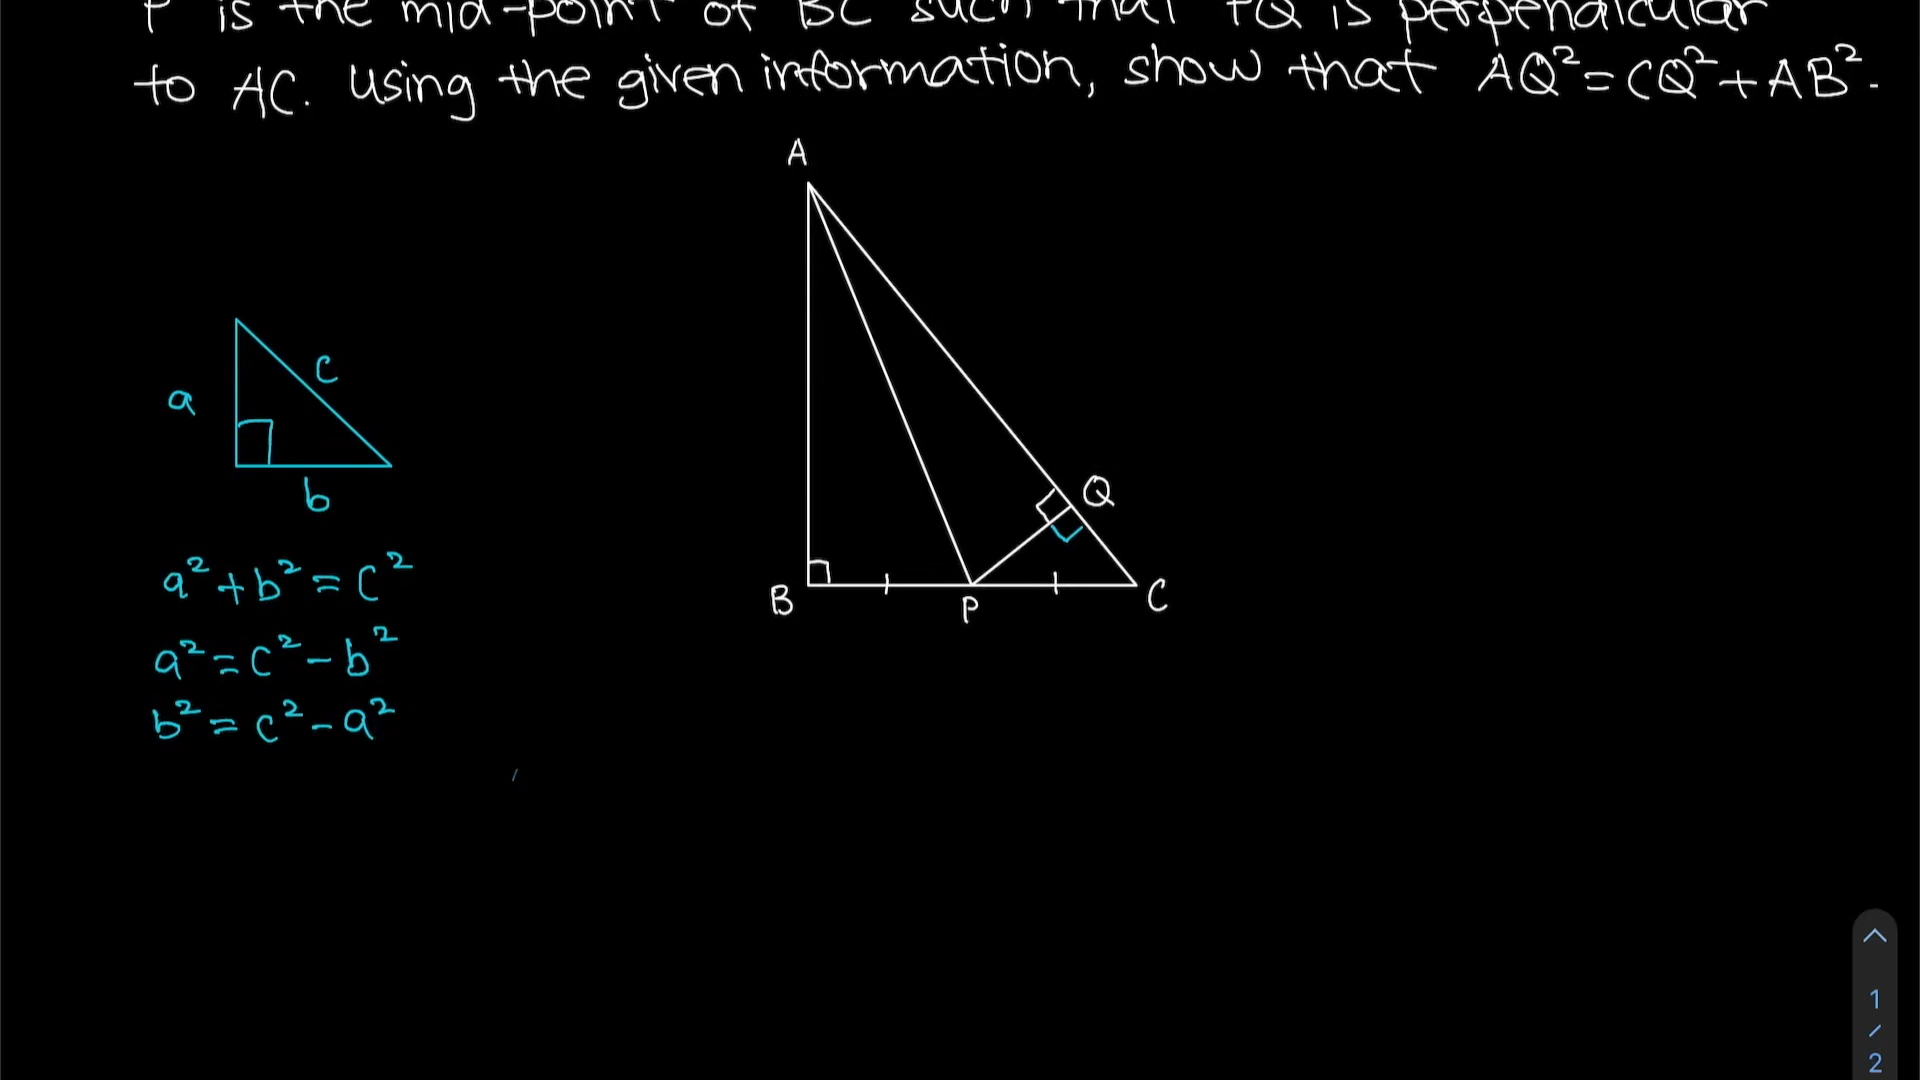 P is the mid-point of BC such that PQ is perpendicular
to AC. Using the given information, show that AQ²=CQ²+AB².
A
c
a
b
Q
B
P
C
a²+b²=c²
a²=c²-b²
b²=c²-a²
1
/
2